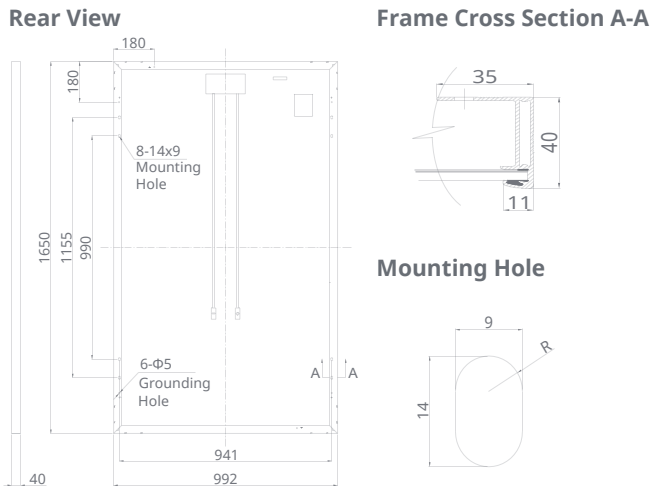 Rear View
180
180
8-14x9
Mounting
Hole
1650
1155
990
6-Φ5
Grounding
Hole
A
A
941
992
40
Frame Cross Section A-A
35
40
11
Mounting Hole
9
R
14